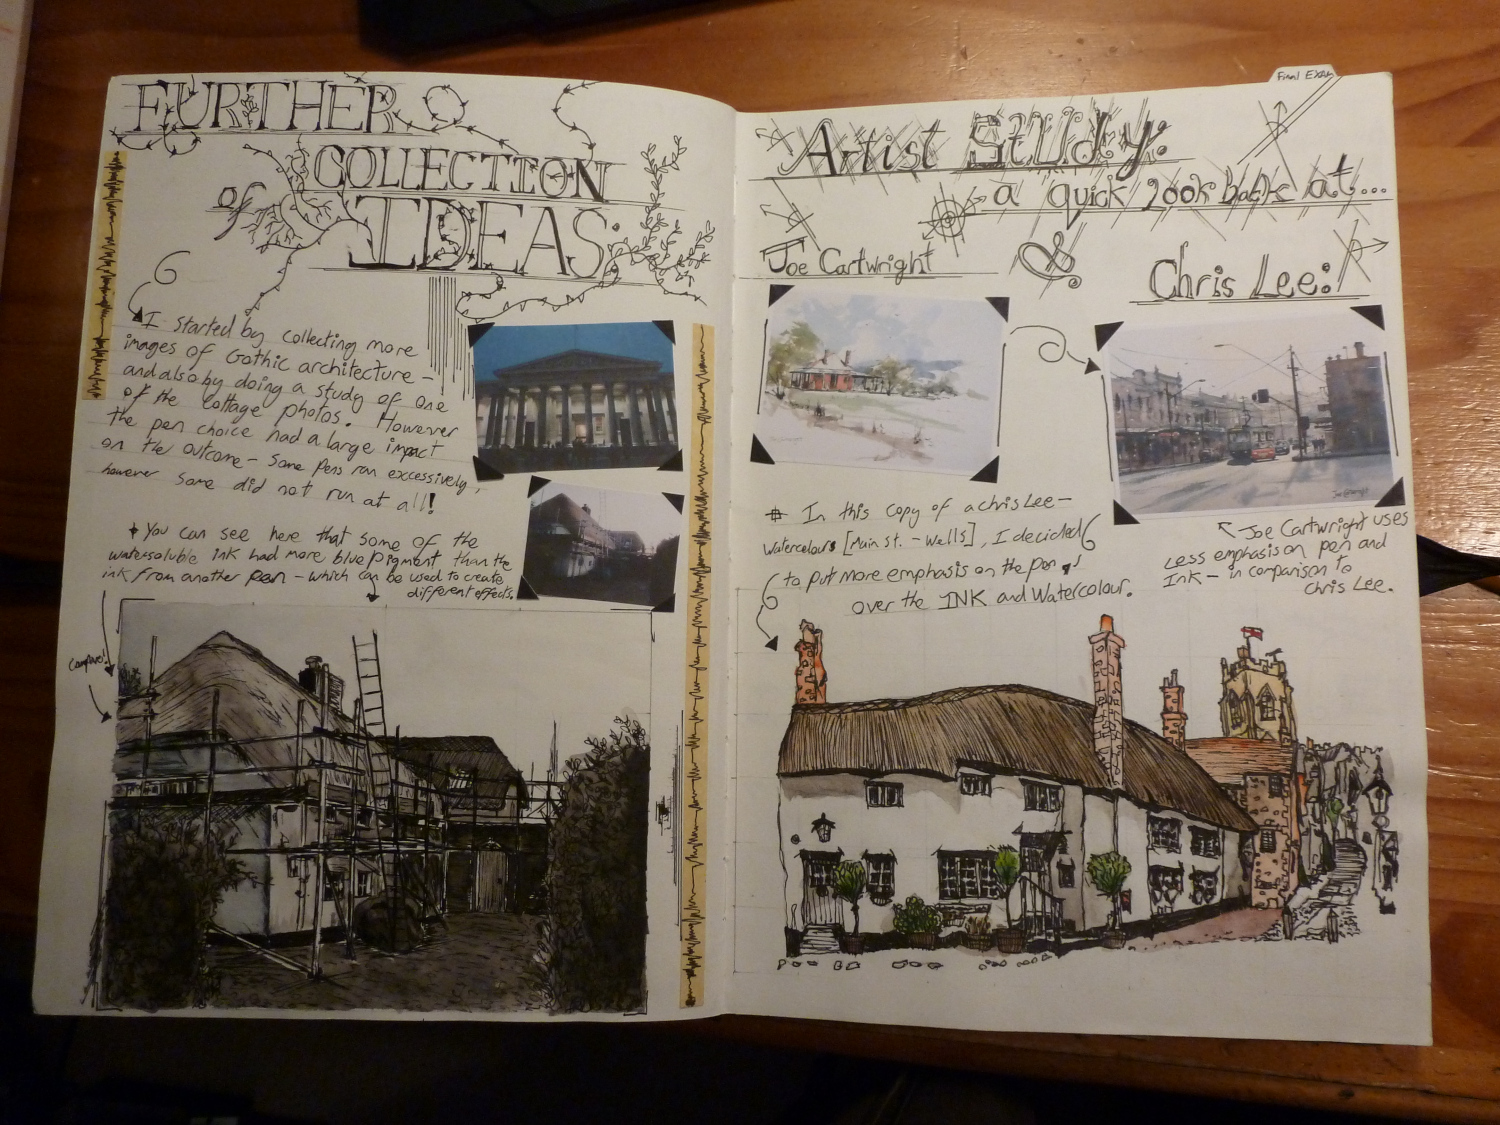 FURTHER
COLLECTION
of
IDEAS:
I started by collecting more
images of Gothic architecture -
and also by doing a study of one
of the Cottage photos. However
the pen choice had a large impact
on the outcome - some pens ran excessively,
however some did not run at all!
You can see here that some of the
watersoluble ink had more blue pigment than the
ink from another pen - which can be used to create
different effects.
Compare!
Final Exam
Artist Study:
a quick look back at...
Joe Cartwright
&
Chris Lee:
In this copy of a chris Lee -
Watercolours [Main St. - Wells], I decided
to put more emphasis on the pen
over the INK and Watercolour.
Joe Cartwright uses
Less emphasis on pen and
Ink - in comparison to
Chris Lee.